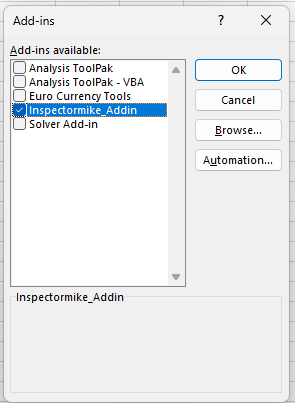 Add-ins
?
Add-ins available:
Analysis ToolPak
Analysis ToolPak - VBA
Euro Currency Tools
Inspectormike_Addin
Solver Add-in
OK
Cancel
Browse...
Automation...
Inspectormike_Addin